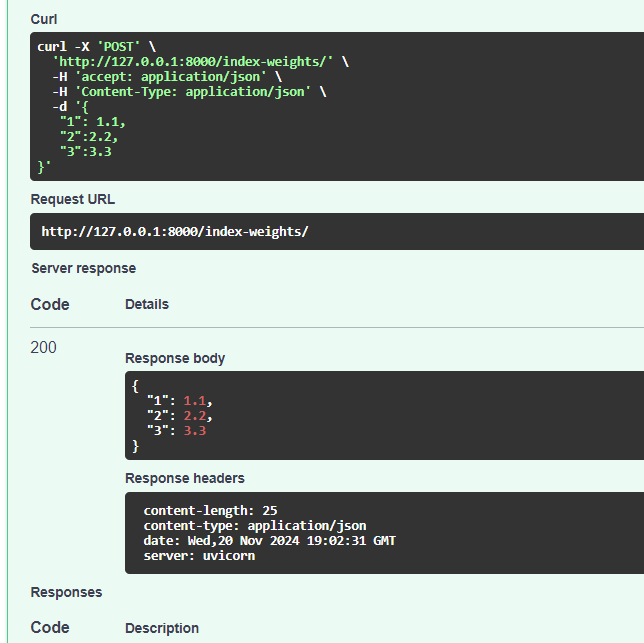 Curl
curl -X 'POST' \
'http://127.0.0.1:8000/index-weights/' \
-H 'accept: application/json' \
-H 'Content-Type: application/json' \
-d '{
"1": 1.1,
"2":2.2,
"3":3.3
}'
Request URL
http://127.0.0.1:8000/index-weights/
Server response
Code Details
200
Response body
{
"1": 1.1,
"2": 2.2,
"3": 3.3
}
Response headers
content-length: 25
content-type: application/json
date: Wed,20 Nov 2024 19:02:31 GMT
server: uvicorn
Responses
Code Description